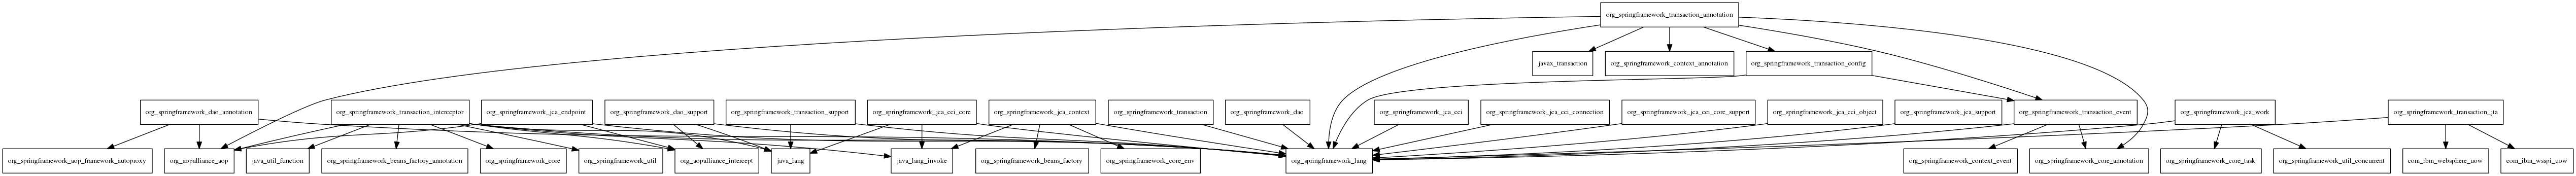 org_springframework_transaction_annotation
javax_transaction
org_springframework_context_annotation
org_springframework_transaction_config
org_springframework_dao_annotation
org_springframework_transaction_interceptor
org_springframework_jca_endpoint
org_springframework_dao_support
org_springframework_transaction_support
org_springframework_jca_cci_core
org_springframework_jca_context
org_springframework_transaction
org_springframework_dao
org_springframework_jca_cci
org_springframework_jca_cci_connection
org_springframework_jca_cci_core_support
org_springframework_jca_cci_object
org_springframework_jca_support
org_springframework_transaction_event
org_springframework_jca_work
org_springframework_transaction_jta
org_springframework_aop_framework_autoproxy
org_aopalliance_aop
java_util_function
org_springframework_beans_factory_annotation
org_springframework_core
org_springframework_util
org_aopalliance_intercept
java_lang
java_lang_invoke
org_springframework_beans_factory
org_springframework_core_env
org_springframework_lang
org_springframework_context_event
org_springframework_core_annotation
org_springframework_core_task
org_springframework_util_concurrent
com_ibm_websphere_uow
com_ibm_wsspi_uow